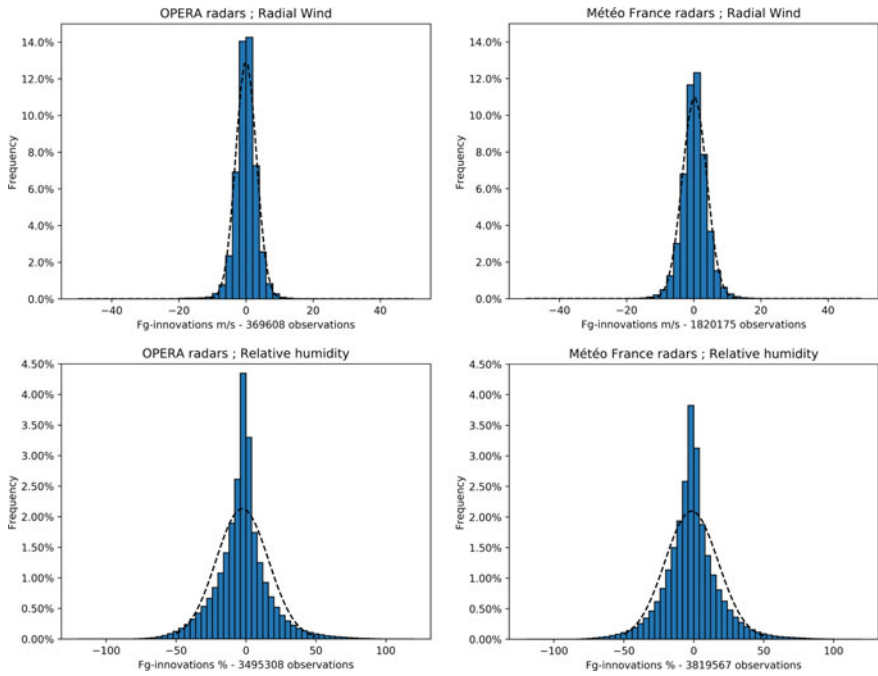 OPERA radars ; Radial Wind
14.0%
12.0%
10.0%
8.0%
6.0%
4.0%
2.0%
0.0%
Frequency
−40 −20 0 20 40
Fg-innovations m/s - 369608 observations
Météo France radars ; Radial Wind
14.0%
12.0%
10.0%
8.0%
6.0%
4.0%
2.0%
0.0%
Frequency
−40 −20 0 20 40
Fg-innovations m/s - 1820175 observations
OPERA radars ; Relative humidity
4.50%
4.00%
3.50%
3.00%
2.50%
2.00%
1.50%
1.00%
0.50%
0.00%
Frequency
−100 −50 0 50 100
Fg-innovations % - 3495308 observations
Météo France radars ; Relative humidity
4.50%
4.00%
3.50%
3.00%
2.50%
2.00%
1.50%
1.00%
0.50%
0.00%
Frequency
−100 −50 0 50 100
Fg-innovations % - 3819567 observations